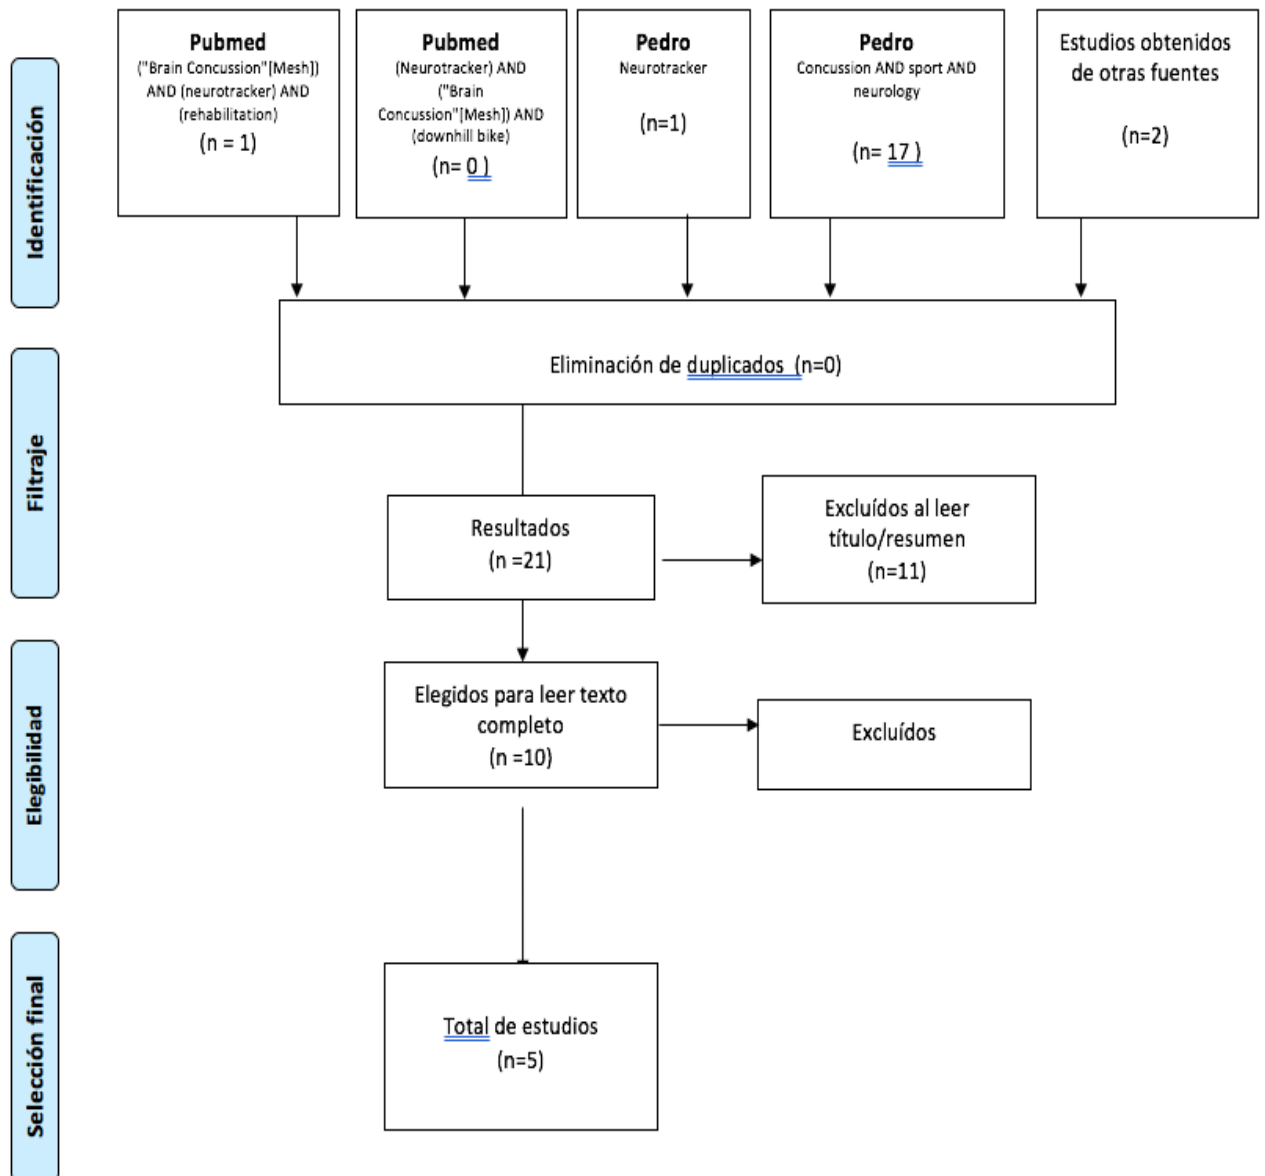 Identificación
Pubmed
("Brain Concussion"[Mesh])
AND (neurotracker) AND
(rehabilitation)
(n = 1)
Pubmed
(Neurotracker) AND
("Brain
Concussion"[Mesh]) AND
(downhill bike)
(n= 0 )
Pedro
Neurotracker
(n=1)
Pedro
Concussion AND sport AND
neurology
(n= 17 )
Estudios obtenidos
de otras fuentes
(n=2)
Eliminación de duplicados (n=0)
Filtraje
Resultados
(n =21)
Excluídos al leer
título/resumen
(n=11)
Elegibilidad
Elegidos para leer texto
completo
(n =10)
Excluídos
Selección final
Total de estudios
(n=5)